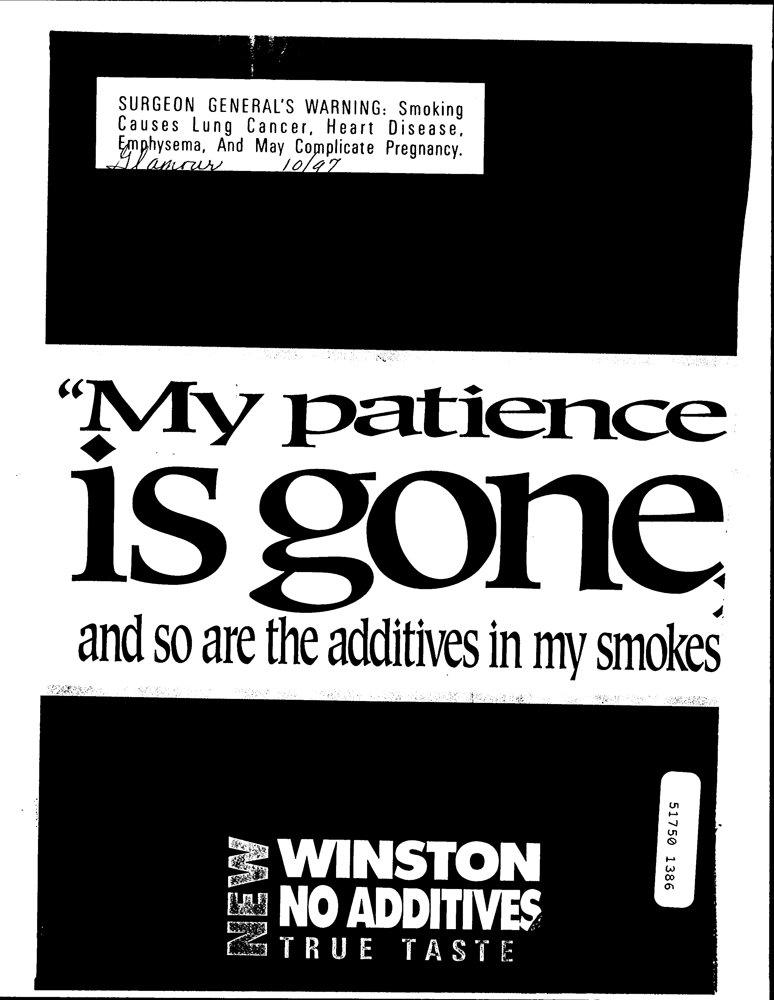 SURGEON GENERAL'S WARNING: Smoking
Causes Lung Cancer, Heart Disease,
Emphysema, And May Complicate Pregnancy.
Glamour 10/97
“My patience
is gone,
and so are the additives in my smokes
NEW
WINSTON
NO ADDITIVES
TRUE TASTE
51750 1386